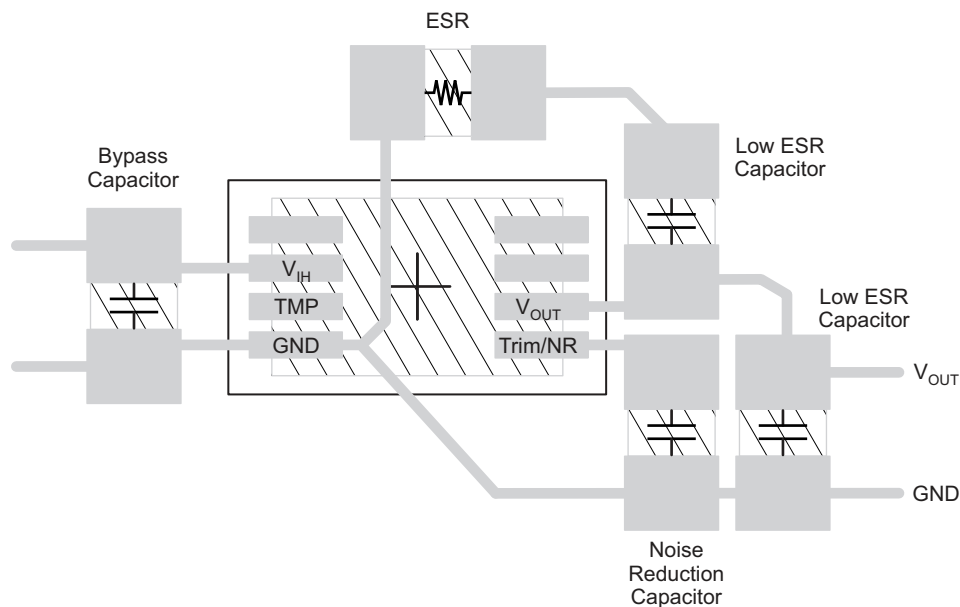 ESR
Bypass
Capacitor
Low ESR
Capacitor
V_IH
TMP
V_OUT
GND
Trim/NR
Low ESR
Capacitor
V_OUT
GND
Noise
Reduction
Capacitor